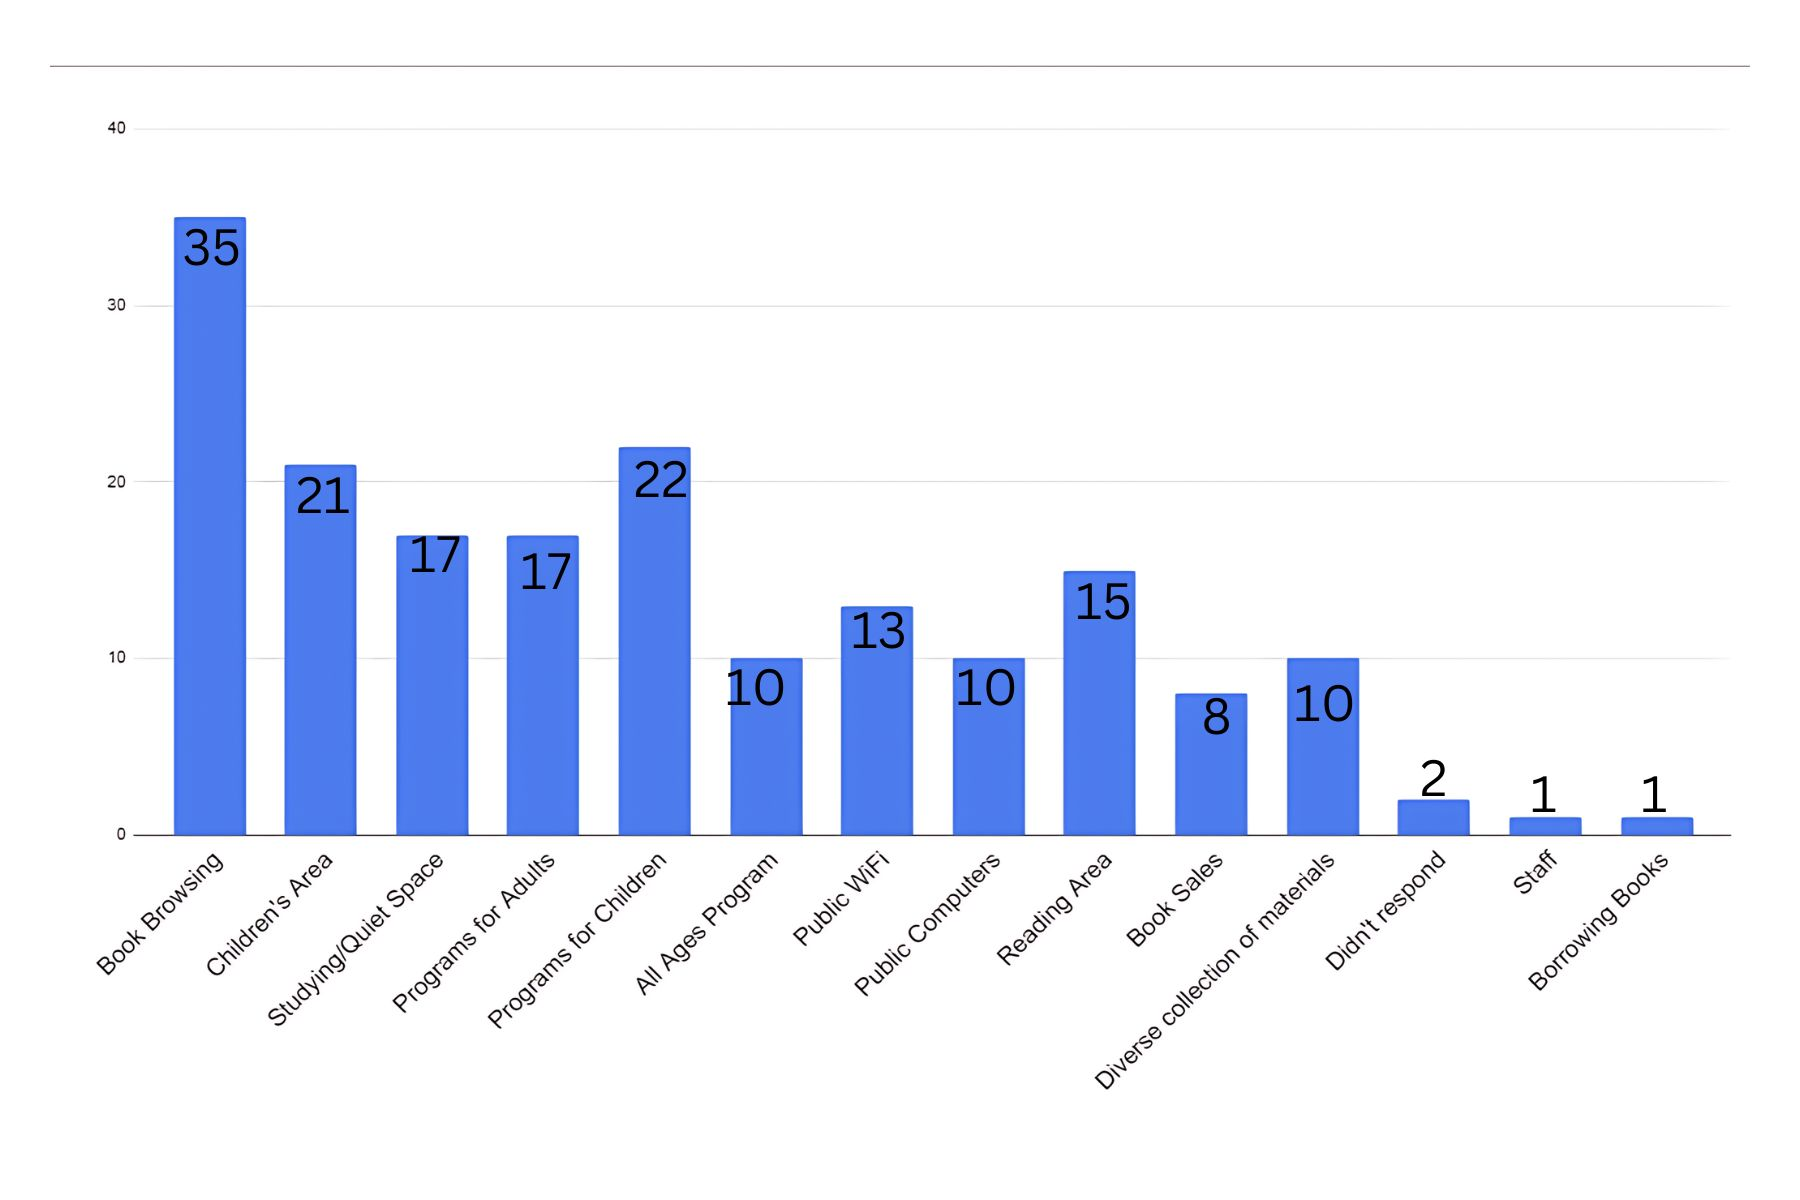 40
30
20
10
0
35
21
17
17
22
10
13
10
15
8
10
2
1
1
Book Browsing
Children's Area
Studying/Quiet Space
Programs for Adults
Programs for Children
All Ages Program
Public WiFi
Public Computers
Reading Area
Book Sales
Diverse collection of materials
Didn't respond
Staff
Borrowing Books